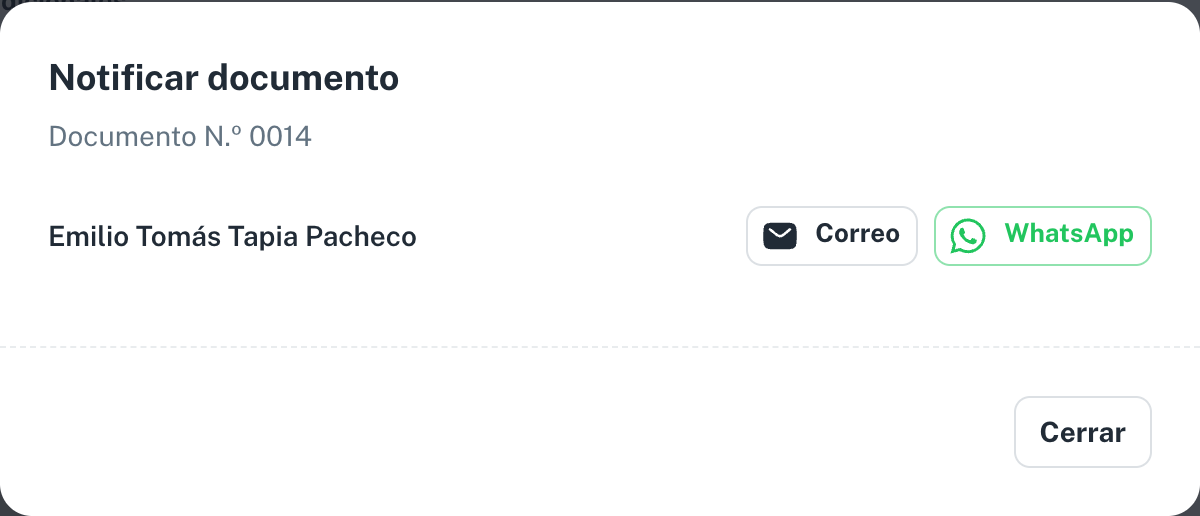 Notificar documento
Documento N.º 0014
Emilio Tomás Tapia Pacheco
Correo
WhatsApp
Cerrar